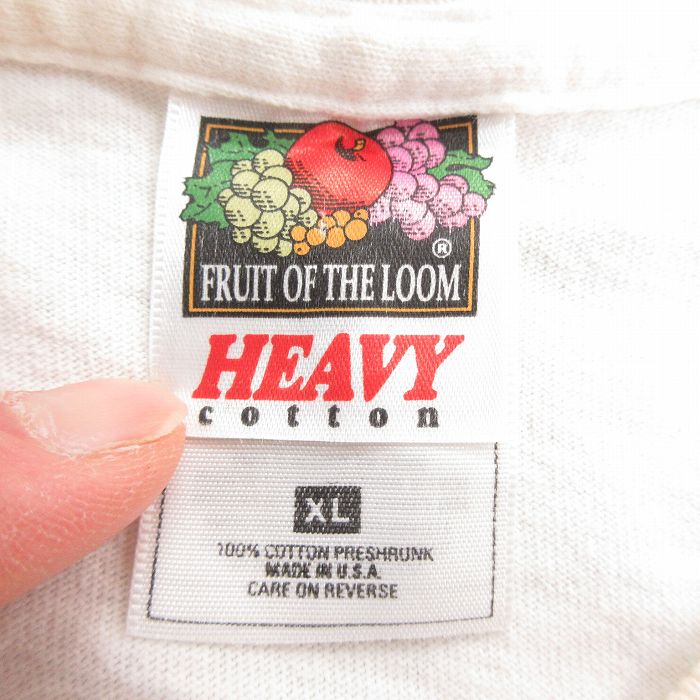 ®
FRUIT OF THE LOOM
HEAVY
cotton
XL
100% COTTON PRESHRUNK
MADE IN U.S.A.
CARE ON REVERSE